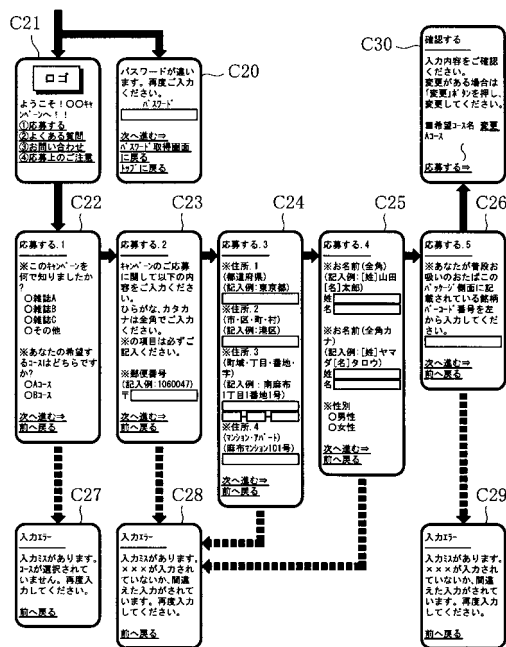 C21
ロゴ
ようこそ！〇〇ｷｬ
ﾝﾍﾟｰﾝへ！！
①応募する
②よくある質問
③お問い合わせ
④応募上のご注意
C20
パスワードが違い
ます。再度ご入力
ください。
ﾊﾟｽﾜｰﾄﾞ
次へ進む⇒
ﾊﾟｽﾜｰﾄﾞ取得画面
に戻る
ﾄｯﾌﾟに戻る
C30
確認する
入力内容をご確認
ください。
変更がある場合は
「変更」ﾎﾞﾀﾝを押し、
変更してください。
■希望ｺｰｽ名 変更
Aｺｰｽ
応募する⇒
C22
応募する.1
※このｷｬﾝﾍﾟｰﾝを
何で知りましたか
?
○雑誌A
○雑誌B
○雑誌C
○その他
※あなたの希望す
るｺｰｽはどちらです
か?
○Aｺｰｽ
○Bｺｰｽ
次へ進む⇒
前へ戻る
C23
応募する.2
ｷｬﾝﾍﾟｰﾝのご応募
に関して以下の内
容をご入力くださ
い。
ひらがな、カタカ
ナは全角でご入力
ください。
※の項目は必ずご
記入ください。
※郵便番号
(記入例:1060047)
〒
次へ進む⇒
前へ戻る
C24
応募する.3
※住所.1
(都道府県)
(記入例:東京都)
※住所.2
(市・区・町・村)
(記入例:港区)
※住所.3
(町域・丁目・番地・
字)
(記入例:南麻布
1丁目1番地1号)
※住所.4
(ﾏﾝｼｮﾝ・ｱﾊﾟｰﾄ)
(麻布ﾏﾝｼｮﾝ101号)
次へ進む⇒
前へ戻る
C25
応募する.4
※お名前(全角)
(記入例:[姓]山田
[名]太郎)
姓
名
※お名前(全角カ
ナ)
(記入例:[姓]ヤマ
ダ[名]タロウ)
姓
名
※性別
○男性
○女性
次へ進む⇒
前へ戻る
C26
応募する.5
※あなたが普段お
吸いのおたばこの
ﾊﾟｯｹｰｼﾞ側面に記
載されている銘柄
ﾊﾞｰｺｰﾄﾞ番号を左
から入力してくだ
さい。
次へ進む⇒
前へ戻る
C27
入力ｴﾗｰ
入力ﾐｽがあります。
ｺｰｽが選択されて
いません。再度入
力してください。
前へ戻る
C28
入力ｴﾗｰ
入力ﾐｽがあります。
×××が入力され
ていないか、間違
えた入力がされて
います。再度入力
してください。
前へ戻る
C29
入力ｴﾗｰ
入力ﾐｽがあります。
×××が入力され
ていないか、間違
えた入力がされて
います。再度入力
してください。
前へ戻る